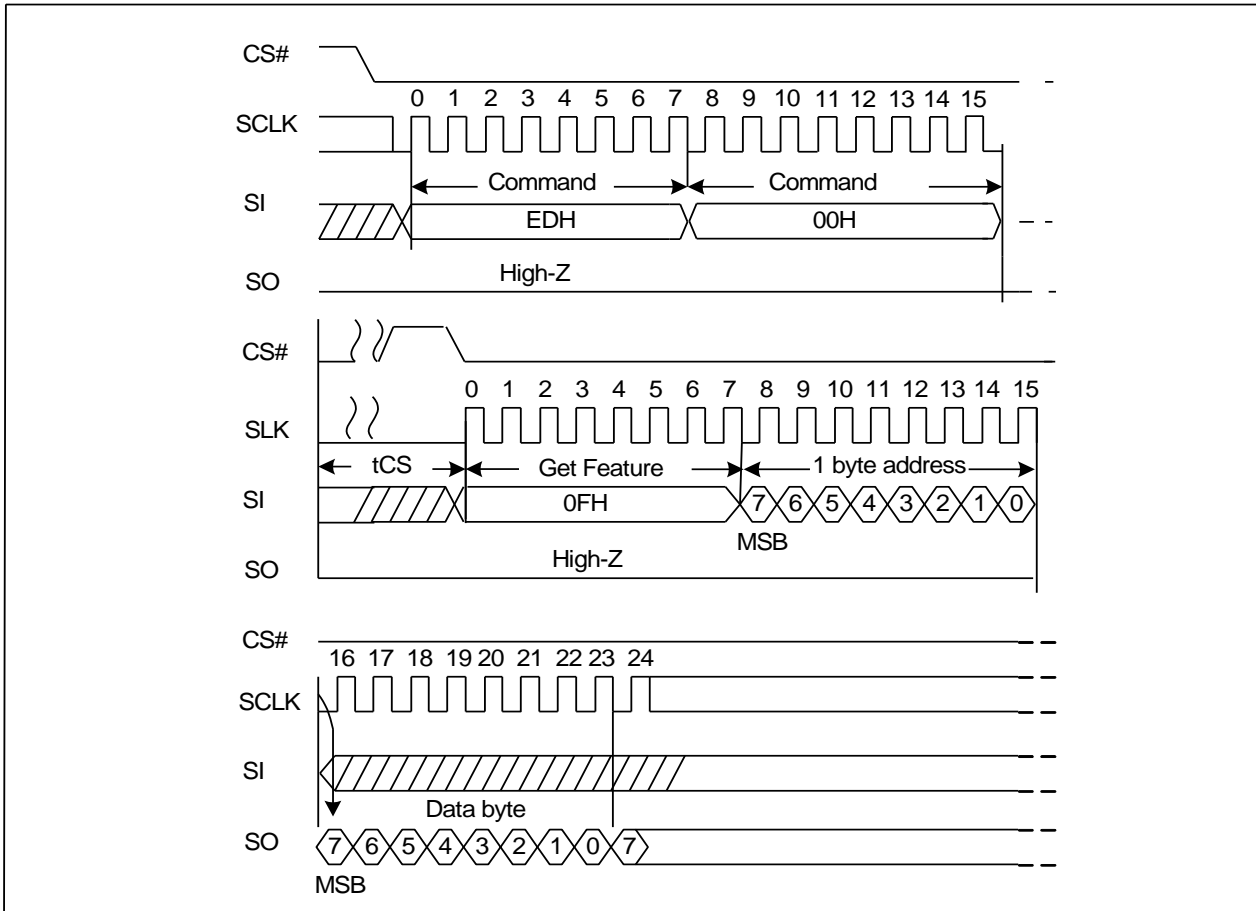 CS#
0 1 2 3 4 5 6 7 8 9 10 11 12 13 14 15
SCLK
Command Command
SI
EDH 00H
High-Z
SO
CS#
0 1 2 3 4 5 6 7 8 9 10 11 12 13 14 15
SLK
tCS Get Feature 1 byte address
SI
0FH 7 6 5 4 3 2 1 0
MSB
High-Z
SO
CS#
16 17 18 19 20 21 22 23 24
SCLK
SI
Data byte
SO
7 6 5 4 3 2 1 0 7
MSB